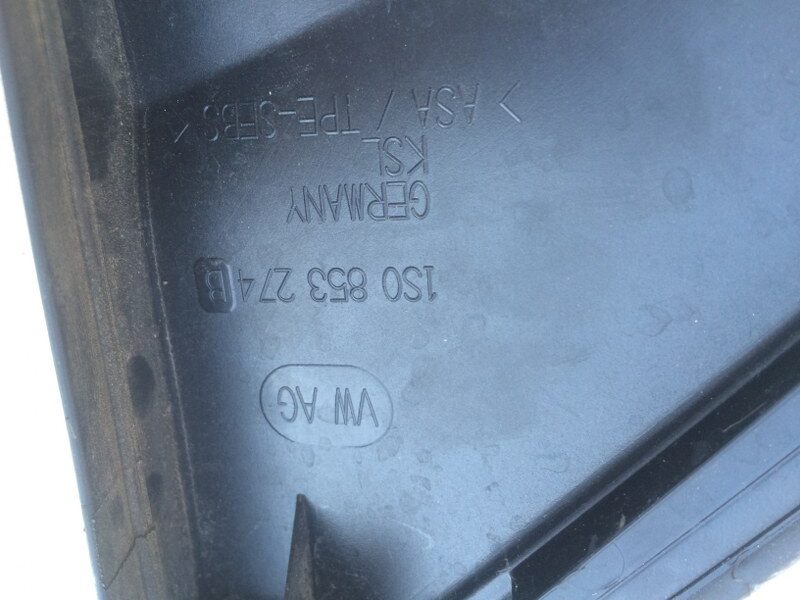 VW AG
1S0 853 274 B
GERMANY
KSL
> ASA / TPE-SEBS <